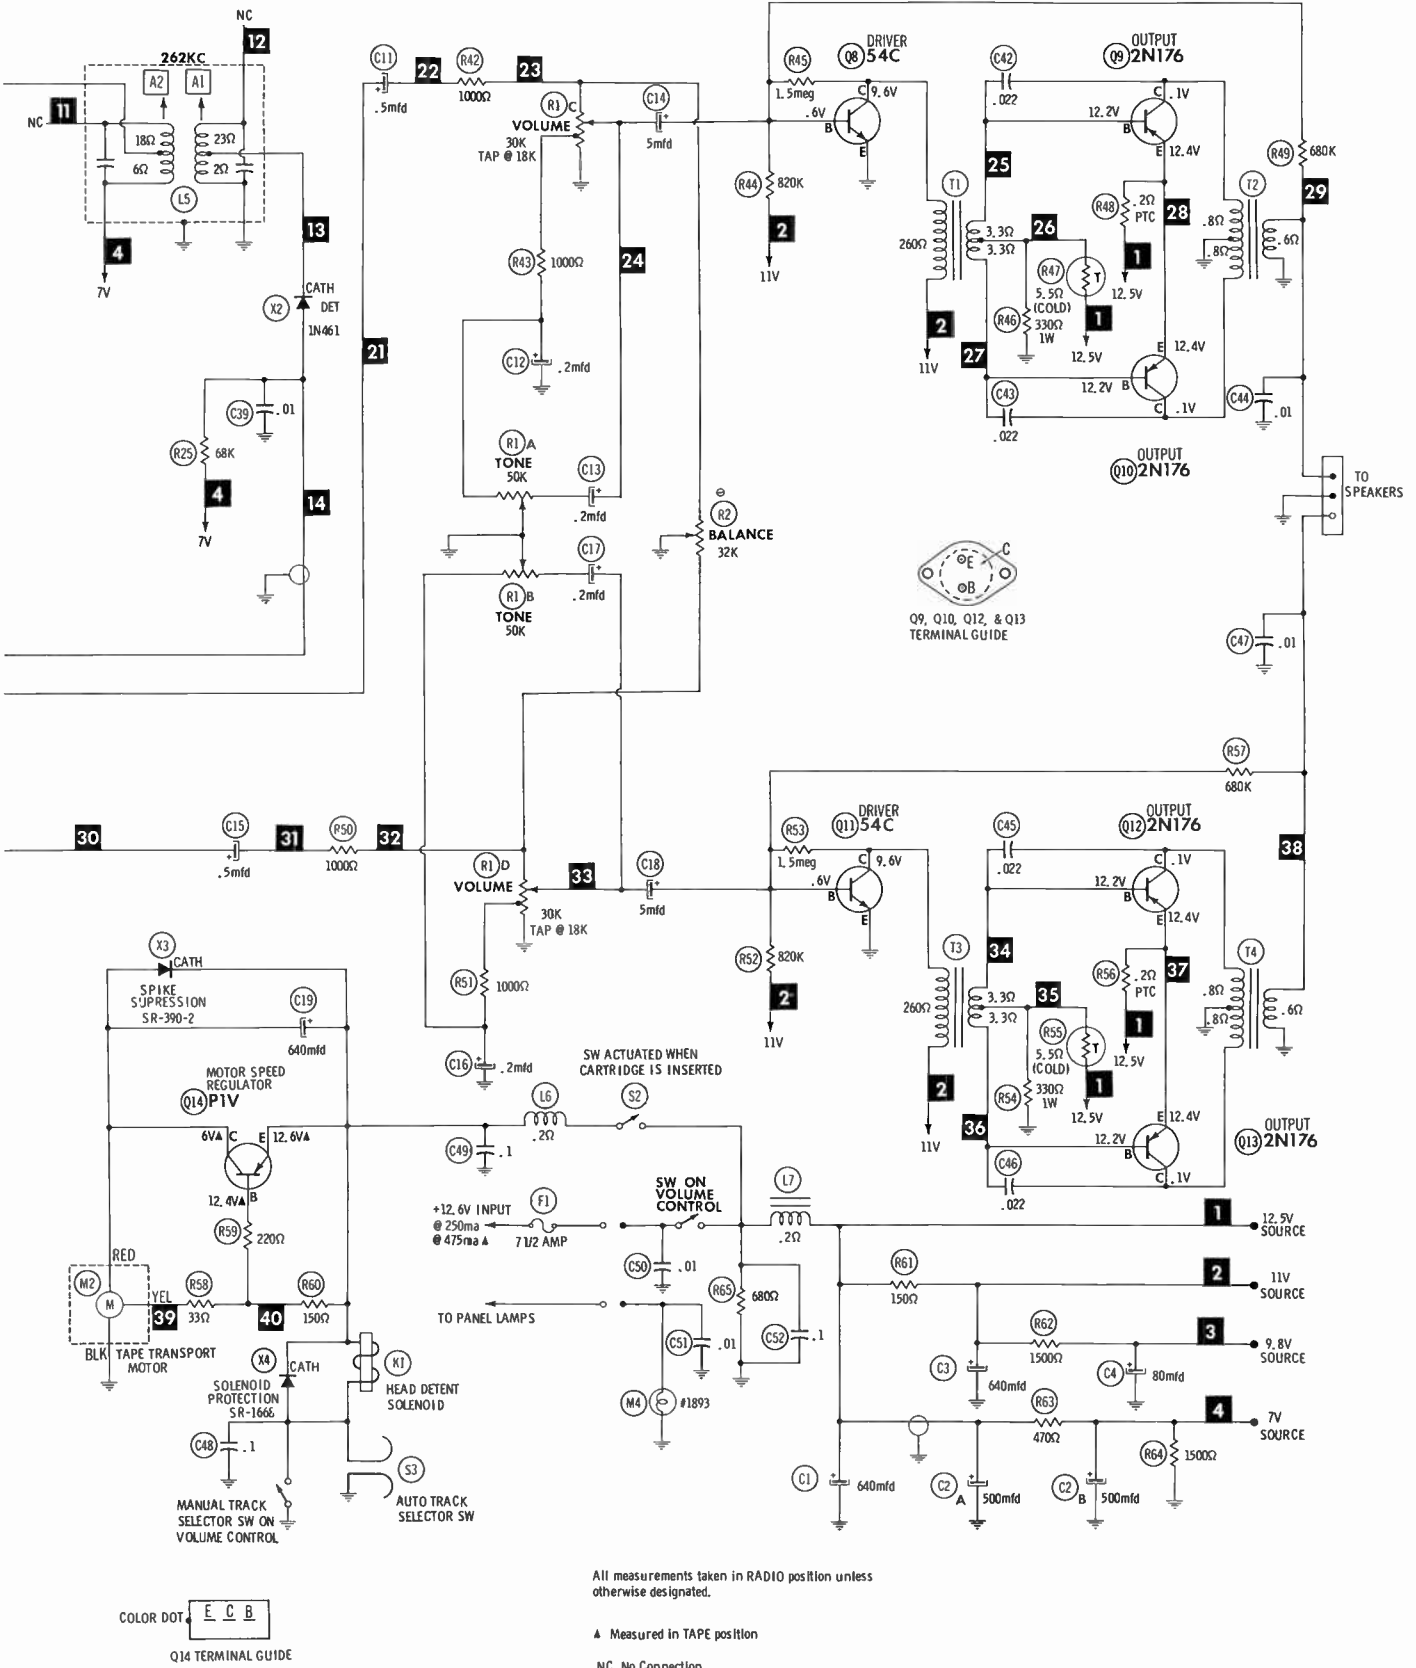 NC
12
262KC
A2
A1
11
NC
18Ω
23Ω
6Ω
2Ω
L5
4
7V
13
CATH
X2
DET
1N461
C39
.01
R25
68K
4
7V
14
21
C11
.5mfd
22
R42
1000Ω
23
R1 C
VOLUME
30K
TAP @ 18K
C14
5mfd
R43
1000Ω
24
C12
.2mfd
R1 A
TONE
50K
C13
.2mfd
R2
BALANCE
32K
C17
.2mfd
R1 B
TONE
50K
R45
1.5meg
Q8
DRIVER
54C
C
9.6V
.6V
B
E
R44
820K
2
11V
T1
260Ω
2
11V
C42
.022
Q9
OUTPUT
2N176
C
.1V
12.2V
B
E
12.4V
25
3.3Ω
3.3Ω
26
R47
5.5Ω
(COLD)
T
R46
330Ω
1W
1
12.5V
R48
.2Ω
PTC
28
1
12.5V
27
C43
.022
E
12.4V
12.2V
B
C
.1V
OUTPUT
Q10
2N176
T2
.8Ω
.8Ω
.6Ω
R49
680K
29
C44
.01
TO
SPEAKERS
E
C
B
Q9, Q10, Q12, & Q13
TERMINAL GUIDE
C47
.01
R57
680K
38
30
C15
.5mfd
31
R50
1000Ω
32
R1 D
VOLUME
30K
TAP @ 18K
33
C18
5mfd
R51
1000Ω
C16
.2mfd
R53
1.5meg
Q11
DRIVER
54C
C
9.6V
.6V
B
E
R52
820K
2
11V
T3
260Ω
2
11V
C45
.022
Q12
OUTPUT
2N176
C
.1V
12.2V
B
E
12.4V
34
3.3Ω
3.3Ω
35
R55
5.5Ω
(COLD)
T
R54
330Ω
1W
1
12.5V
R56
.2Ω
PTC
37
1
12.5V
36
C46
.022
E
12.4V
12.2V
B
C
.1V
OUTPUT
Q13
2N176
T4
.8Ω
.8Ω
.6Ω
X3
CATH
SPIKE
SUPRESSION
SR-390-2
C19
640mfd
MOTOR SPEED
REGULATOR
Q14
P1V
6V▲
C
E
12.6V▲
12.4V▲
B
R59
220Ω
RED
M2
M
YEL
39
R58
33Ω
40
R60
150Ω
BLK
TAPE TRANSPORT
MOTOR
X4
CATH
SOLENOID
PROTECTION
SR-1668
K1
HEAD DETENT
SOLENOID
C48
.1
S3
AUTO TRACK
SELECTOR SW
MANUAL TRACK
SELECTOR SW ON
VOLUME CONTROL
SW ACTUATED WHEN
CARTRIDGE IS INSERTED
L6
.2Ω
S2
C49
.1
+12.6V INPUT
@ 250ma
@ 475ma ▲
F1
7 1/2 AMP
SW ON
VOLUME
CONTROL
L7
.2Ω
C50
.01
TO PANEL LAMPS
C51
.01
R65
680Ω
C52
.1
M4
#1893
1
12.5V
SOURCE
R61
150Ω
2
11V
SOURCE
R62
1500Ω
3
9.8V
SOURCE
C3
640mfd
C4
80mfd
R63
470Ω
4
7V
SOURCE
C1
640mfd
C2
A
500mfd
C2
B
500mfd
R64
1500Ω
All measurements taken in RADIO position unless
otherwise designated.
▲ Measured in TAPE position
NC No Connection
COLOR DOT
E C B
Q14 TERMINAL GUIDE